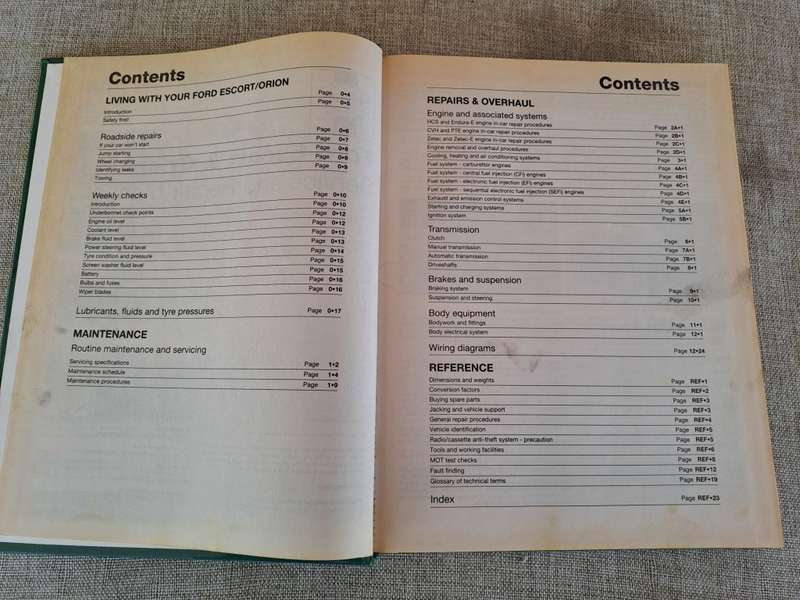 Contents
LIVING WITH YOUR FORD ESCORT/ORION
Introduction Page 0•4
Safety first! Page 0•5
Roadside repairs
If your car won't start Page 0•6
Jump starting Page 0•7
Wheel changing Page 0•8
Identifying leaks Page 0•9
Towing Page 0•9
Weekly checks
Introduction Page 0•10
Underbonnet check points Page 0•10
Engine oil level Page 0•12
Coolant level Page 0•12
Brake fluid level Page 0•13
Power steering fluid level Page 0•13
Tyre condition and pressure Page 0•14
Screen washer fluid level Page 0•15
Battery Page 0•15
Bulbs and fuses Page 0•16
Wiper blades Page 0•16
Lubricants, fluids and tyre pressures Page 0•17
MAINTENANCE
Routine maintenance and servicing
Servicing specifications Page 1•2
Maintenance schedule Page 1•4
Maintenance procedures Page 1•9
Contents
REPAIRS & OVERHAUL
Engine and associated systems
HCS and Endura-E engine in-car repair procedures Page 2A•1
CVH and PTE engine in-car repair procedures Page 2B•1
Zetec and Zetec-E engine in-car repair procedures Page 2C•1
Engine removal and overhaul procedures Page 2D•1
Cooling, heating and air conditioning systems Page 3•1
Fuel system - carburettor engines Page 4A•1
Fuel system - central fuel injection (CFi) engines Page 4B•1
Fuel system - electronic fuel injection (EFi) engines Page 4C•1
Fuel system - sequential electronic fuel injection (SEFi) engines Page 4D•1
Exhaust and emission control systems Page 4E•1
Starting and charging systems Page 5A•1
Ignition system Page 5B•1
Transmission
Clutch Page 6•1
Manual transmission Page 7A•1
Automatic transmission Page 7B•1
Driveshafts Page 8•1
Brakes and suspension
Braking system Page 9•1
Suspension and steering Page 10•1
Body equipment
Bodywork and fittings Page 11•1
Body electrical system Page 12•1
Wiring diagrams Page 12•24
REFERENCE
Dimensions and weights Page REF•1
Conversion factors Page REF•2
Buying spare parts Page REF•3
Jacking and vehicle support Page REF•3
General repair procedures Page REF•4
Vehicle identification Page REF•5
Radio/cassette anti-theft system - precaution Page REF•5
Tools and working facilities Page REF•6
MOT test checks Page REF•8
Fault finding Page REF•12
Glossary of technical terms Page REF•19
Index Page REF•23